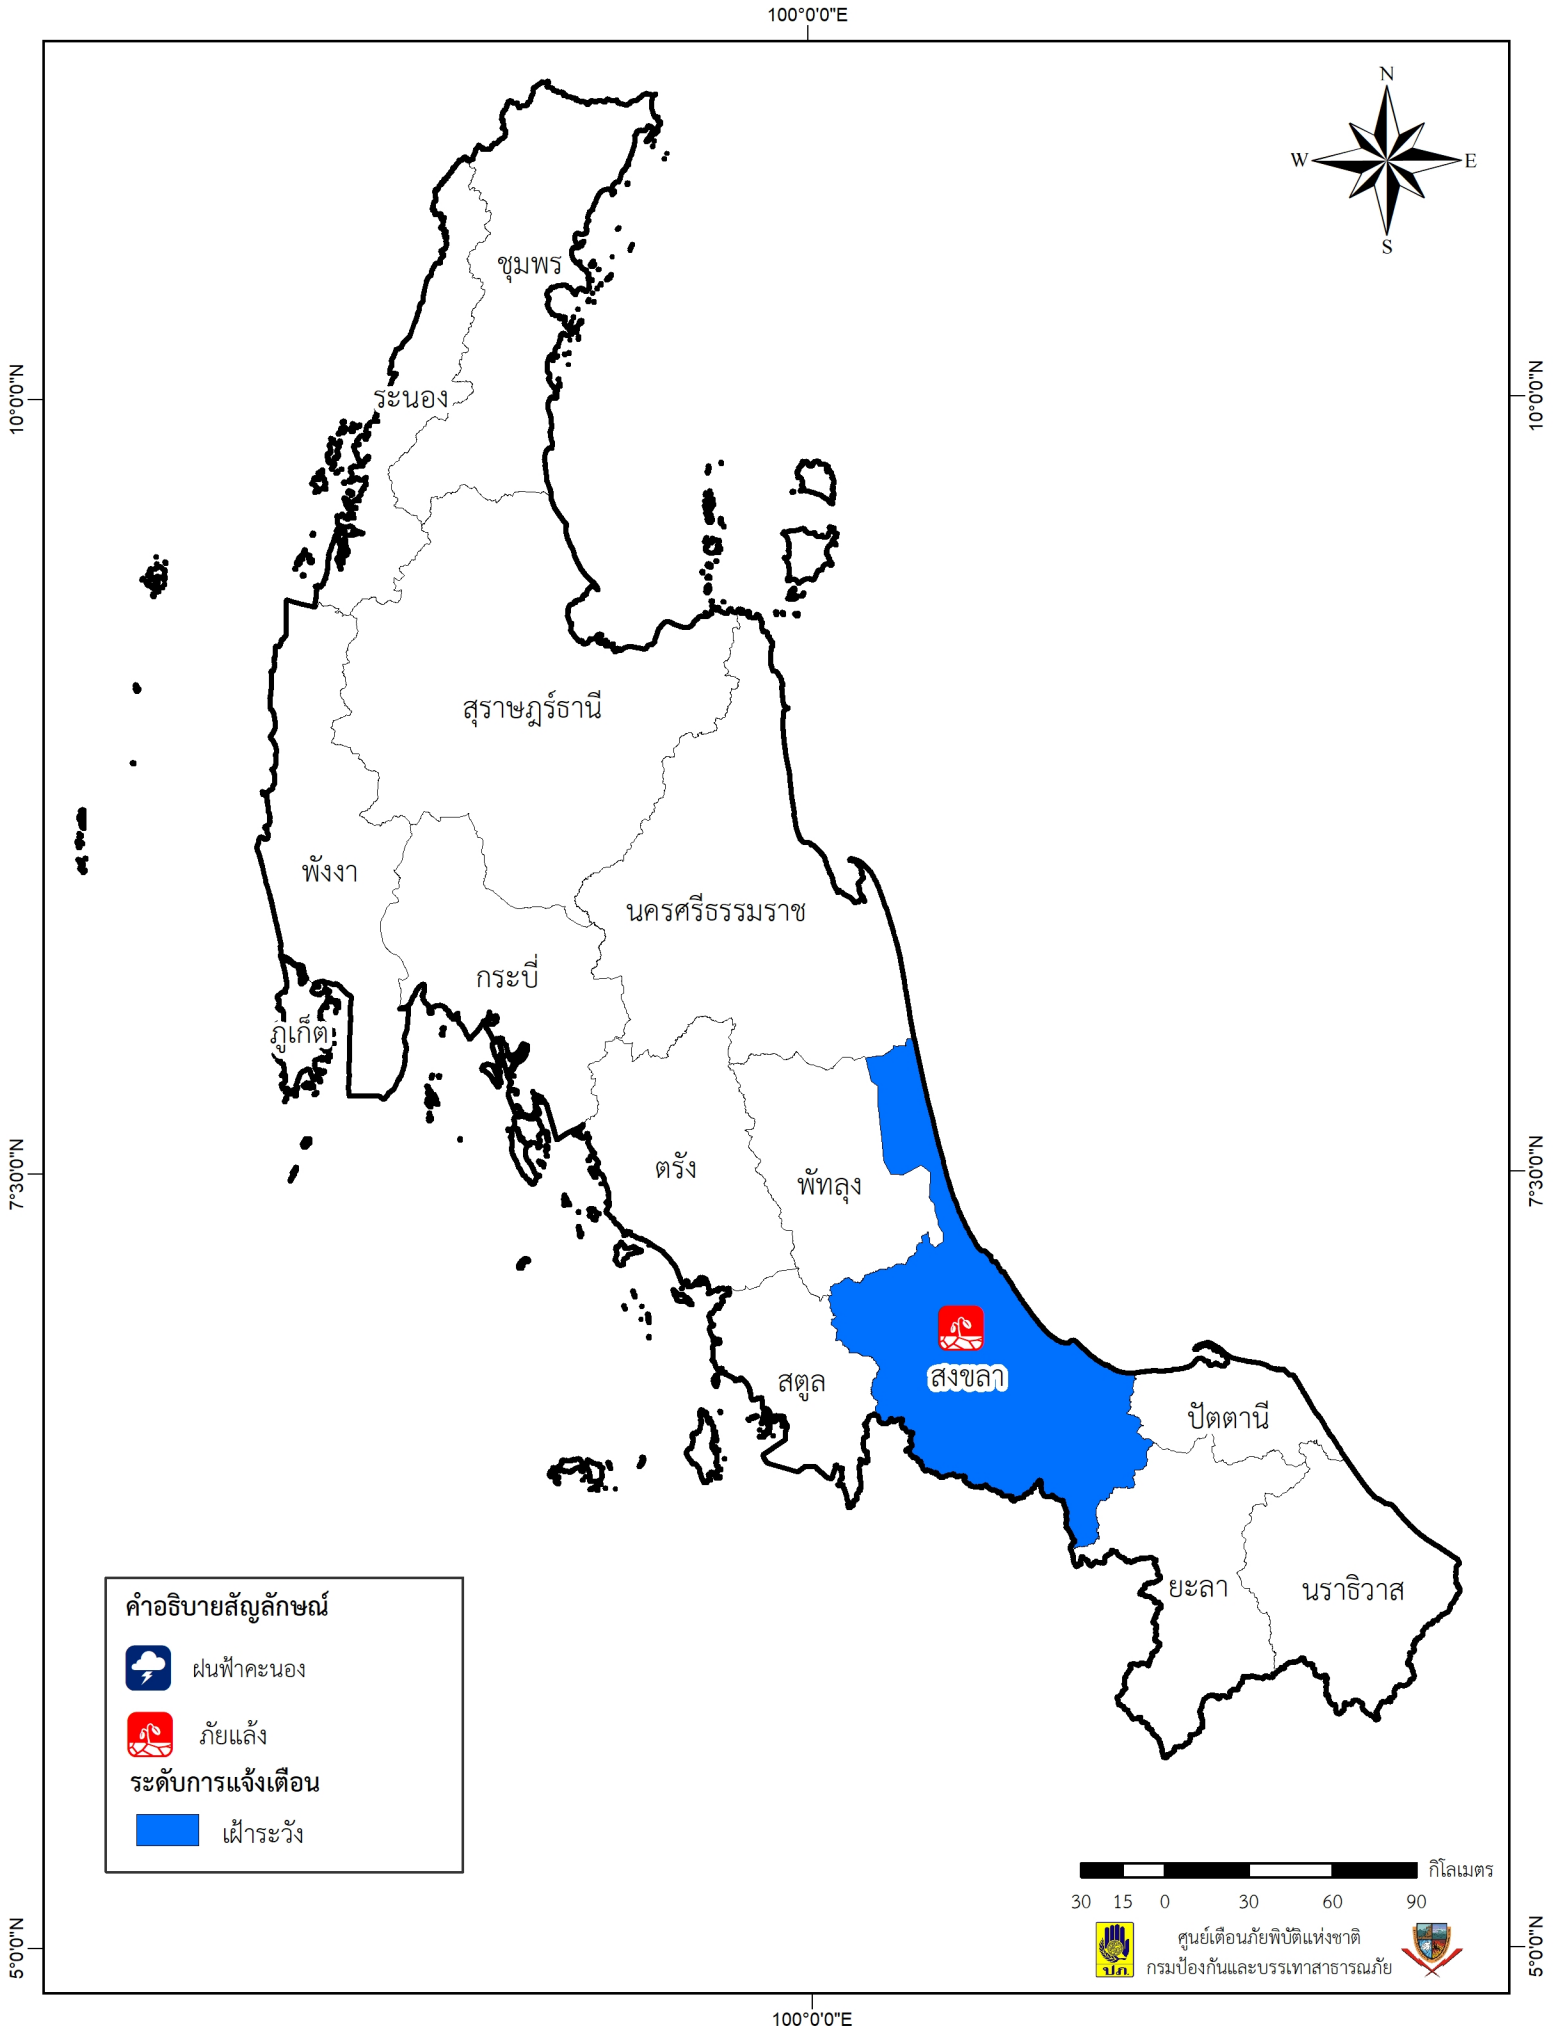 100°0'0"E
N
W
E
S
ชุมพร
10°0'0"N
10°0'0"N
ระนอง
สุราษฎร์ธานี
พังงา
นครศรีธรรมราช
กระบี่
ภูเก็ต
7°30'0"N
7°30'0"N
ตรัง
พัทลุง
สตูล
สงขลา
ปัตตานี
ยะลา
นราธิวาส
คำอธิบายสัญลักษณ์
ฝนฟ้าคะนอง
ภัยแล้ง
ระดับการแจ้งเตือน
เฝ้าระวัง
กิโลเมตร
30 15 0 30 60 90
ศูนย์เตือนภัยพิบัติแห่งชาติ
กรมป้องกันและบรรเทาสาธารณภัย
ปภ.
5°0'0"N
5°0'0"N
100°0'0"E